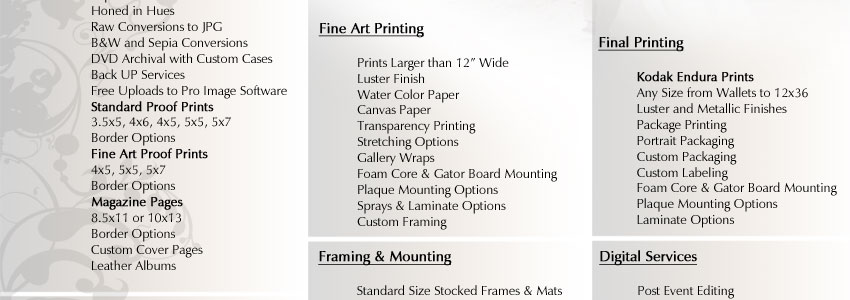 Honed in Hues
Raw Conversions to JPG
B&W and Sepia Conversions
DVD Archival with Custom Cases
Back UP Services
Free Uploads to Pro Image Software
Standard Proof Prints
3.5x5, 4x6, 4x5, 5x5, 5x7
Border Options
Fine Art Proof Prints
4x5, 5x5, 5x7
Border Options
Magazine Pages
8.5x11 or 10x13
Border Options
Custom Cover Pages
Leather Albums
Fine Art Printing
Prints Larger than 12” Wide
Luster Finish
Water Color Paper
Canvas Paper
Transparency Printing
Stretching Options
Gallery Wraps
Foam Core & Gator Board Mounting
Plaque Mounting Options
Sprays & Laminate Options
Custom Framing
Framing & Mounting
Standard Size Stocked Frames & Mats
Final Printing
Kodak Endura Prints
Any Size from Wallets to 12x36
Luster and Metallic Finishes
Package Printing
Portrait Packaging
Custom Packaging
Custom Labeling
Foam Core & Gator Board Mounting
Plaque Mounting Options
Laminate Options
Digital Services
Post Event Editing